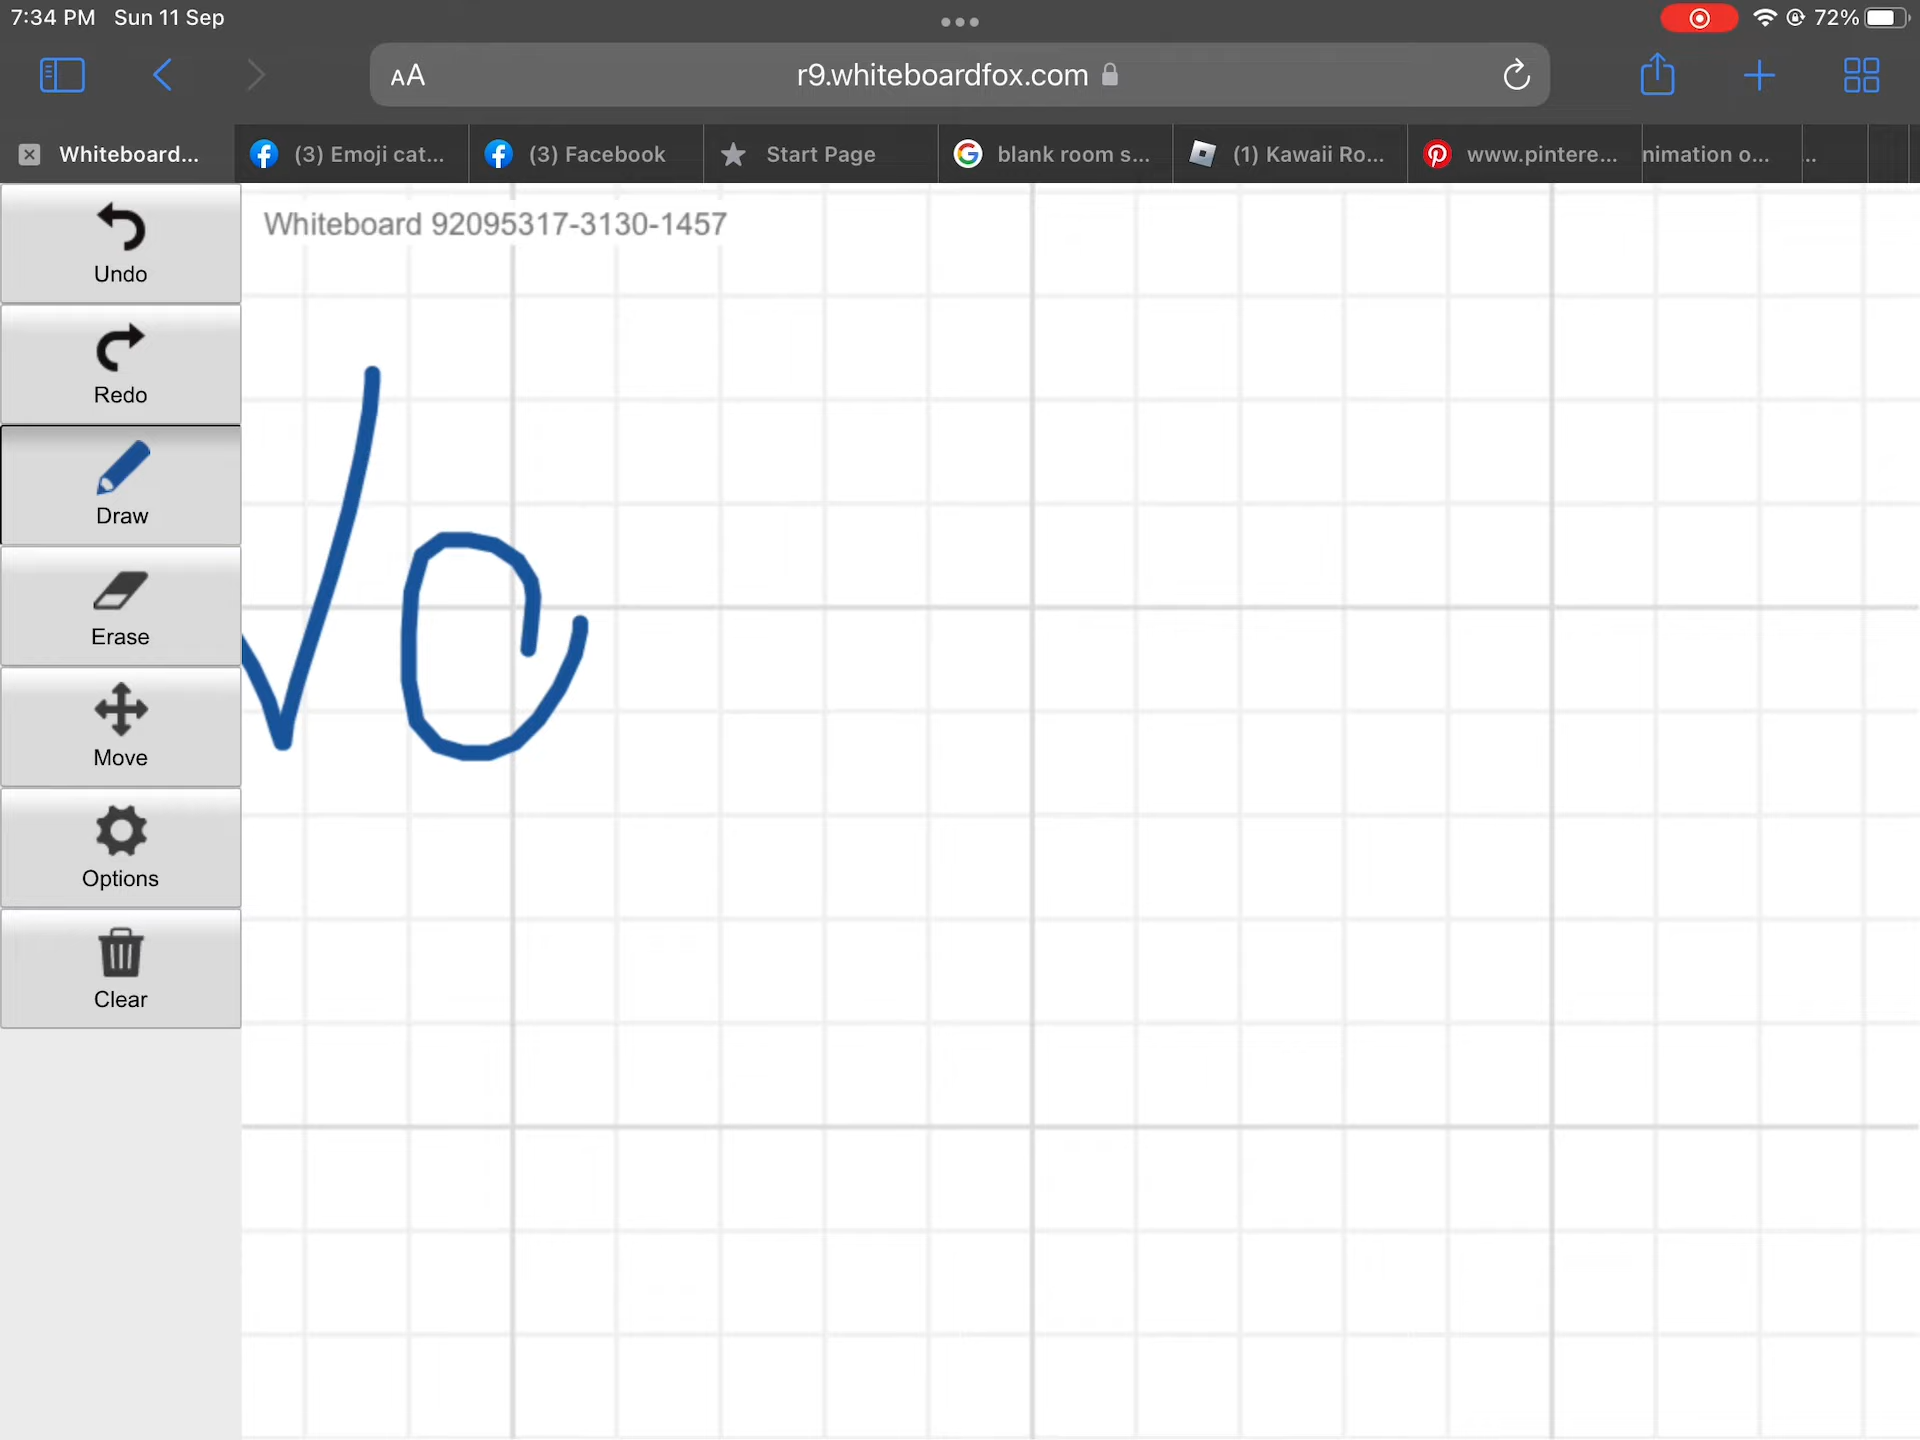 7:34 PM Sun 11 Sep 72%
AA r9.whiteboardfox.com
Whiteboard... (3) Emoji cat... (3) Facebook Start Page blank room s... (1) Kawaii Ro... www.pintere... nimation o... ..
Whiteboard 92095317-3130-1457
Undo
Redo
Draw
Erase
Move
Options
Clear